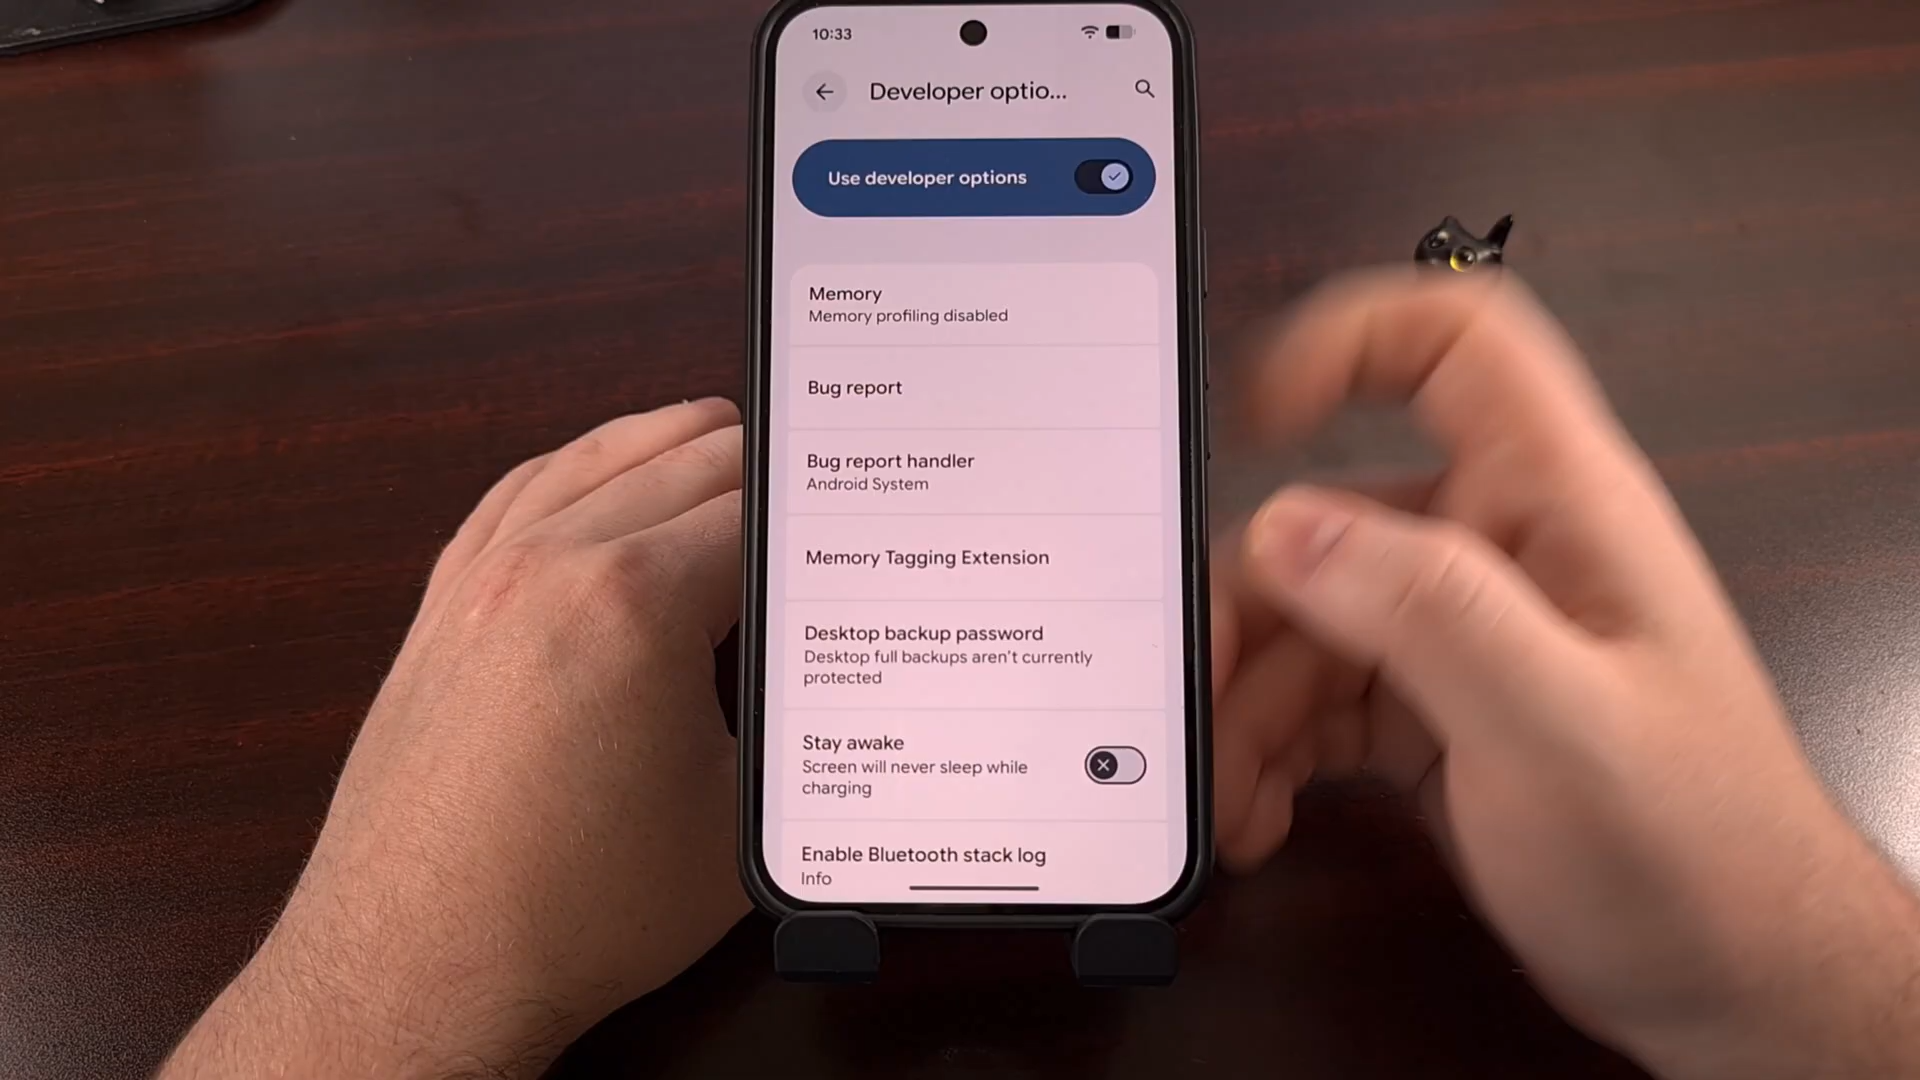 10:33
Developer optio...
Use developer options
Memory
Memory profiling disabled
Bug report
Bug report handler
Android System
Memory Tagging Extension
Desktop backup password
Desktop full backups aren't currently
protected
Stay awake
Screen will never sleep while
charging
Enable Bluetooth stack log
Info